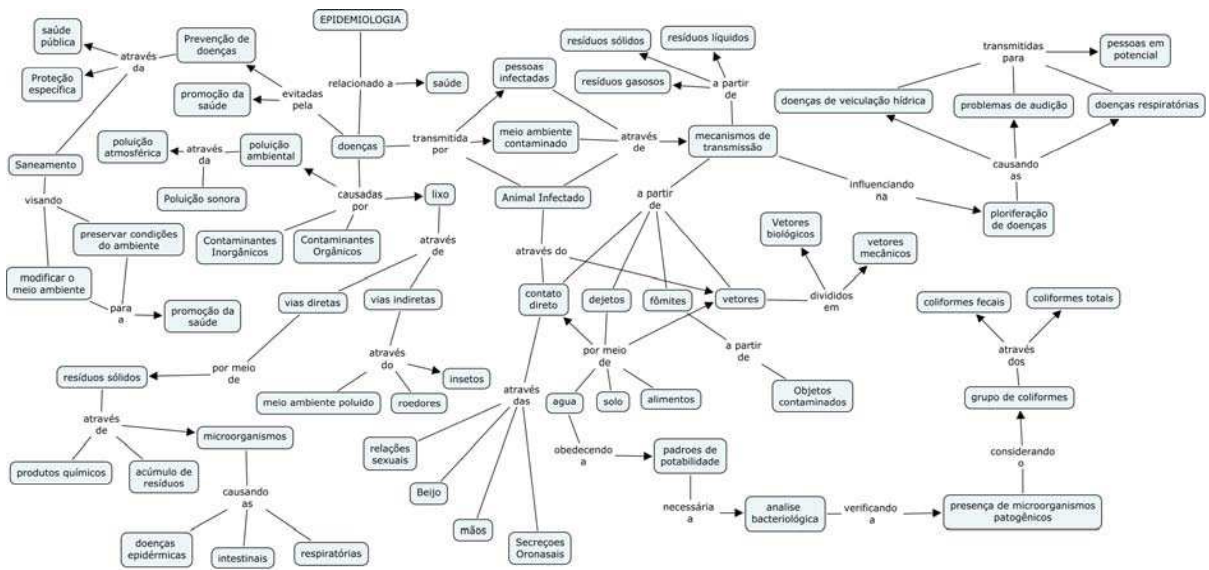 EPIDEMIOLOGIA
relacionado a
saúde
doenças
evitadas
pela
Prevenção de
doenças
promoção da
saúde
através
da
saúde
pública
Proteção
específica
Saneamento
visando
preservar condições
do ambiente
modificar o
meio ambiente
para
a
promoção da
saúde
causadas
por
poluição
ambiental
através
da
poluição
atmosférica
Poluição sonora
Contaminantes
Inorgânicos
Contaminantes
Orgânicos
lixo
através
de
vias diretas
vias indiretas
por meio
de
resíduos sólidos
através
de
produtos químicos
acúmulo de
resíduos
microorganismos
causando
as
doenças
epidérmicas
intestinais
respiratórias
através
do
meio ambiente poluido
roedores
insetos
transmitida
por
pessoas
infectadas
meio ambiente
contaminado
Animal Infectado
através
de
mecanismos de
transmissão
a partir
de
resíduos sólidos
resíduos líquidos
resíduos gasosos
através do
a partir
de
contato
direto
dejetos
fômites
vetores
divididos
em
Vetores
biológicos
vetores
mecânicos
através
das
relações
sexuais
Beijo
mãos
Secreçoes
Oronasais
por meio
de
agua
solo
alimentos
a partir
de
Objetos
contaminados
obedecendo
a
padroes de
potabilidade
necessária
a
analise
bacteriológica
verificando
a
presença de microorganismos
patogênicos
considerando
o
grupo de coliformes
através
dos
coliformes fecais
coliformes totais
influenciando
na
ploriferação
de doenças
causando
as
doenças de veiculação hídrica
problemas de audição
doenças respiratórias
transmitidas
para
pessoas em
potencial